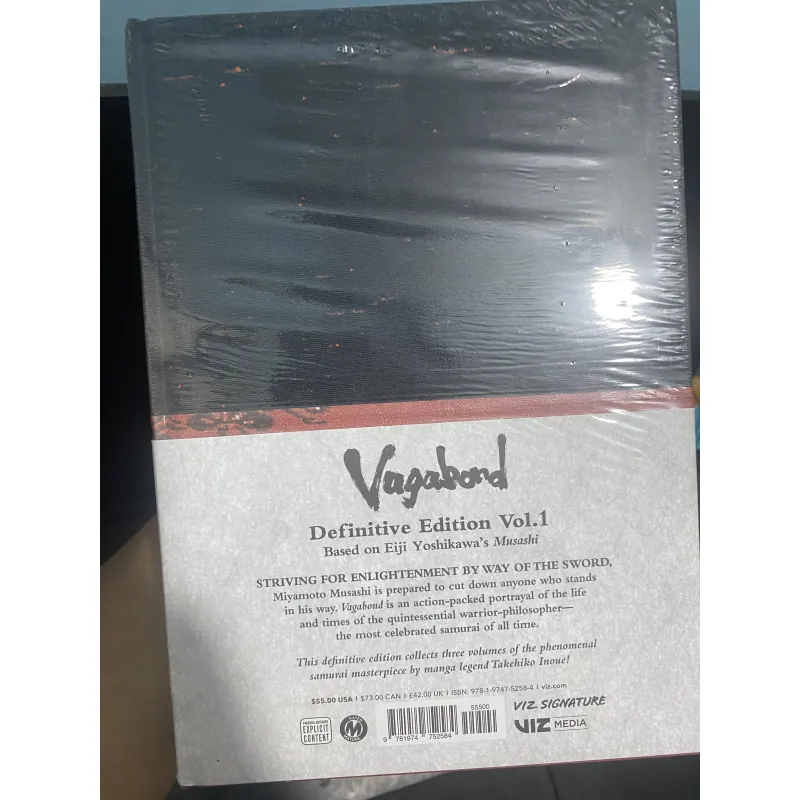 Vagabond
Definitive Edition Vol.1
Based on Eiji Yoshikawa's Musashi
STRIVING FOR ENLIGHTENMENT BY WAY OF THE SWORD,
Miyamoto Musashi is prepared to cut down anyone who stands
in his way. Vagabond is an action-packed portrayal of the life
and times of the quintessential warrior-philosopher—
the most celebrated samurai of all time.
This definitive edition collects three volumes of the phenomenal
samurai masterpiece by manga legend Takehiko Inoue!
$55.00 USA | $73.00 CAN | £42.00 UK | ISBN: 978-1-9747-5258-4 | viz.com
55500
VIZ SIGNATURE
EXPLICIT
CONTENT
M
VIZ MEDIA
9 781974 752584